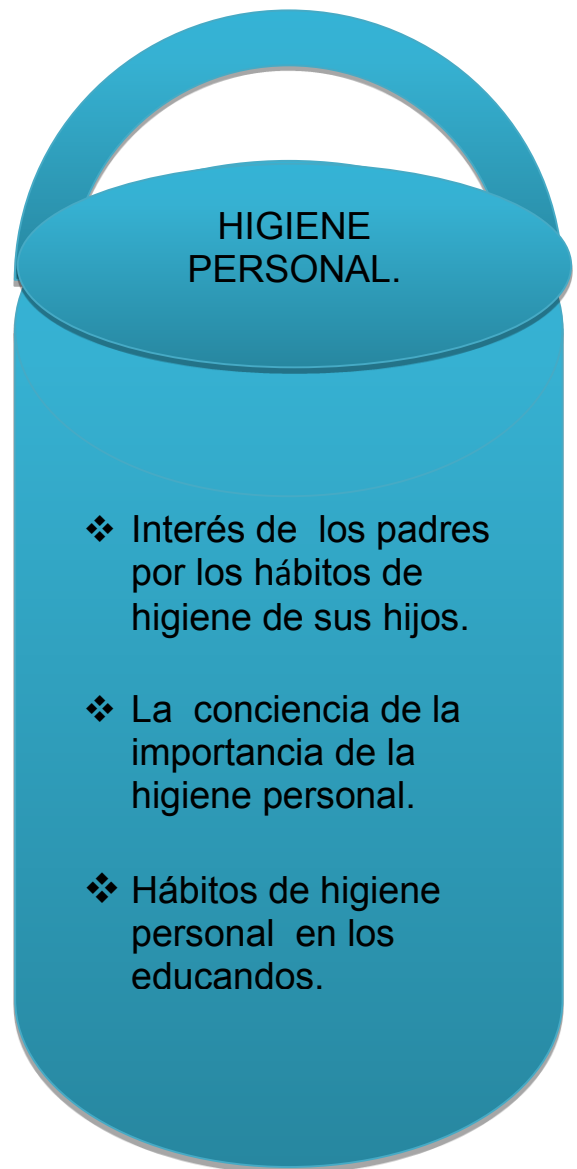 HIGIENE
PERSONAL.
❖ Interés de  los padres
por los hábitos de
higiene de sus hijos.
❖ La  conciencia de la
importancia de la
higiene personal.
❖ Hábitos de higiene
personal  en los
educandos.